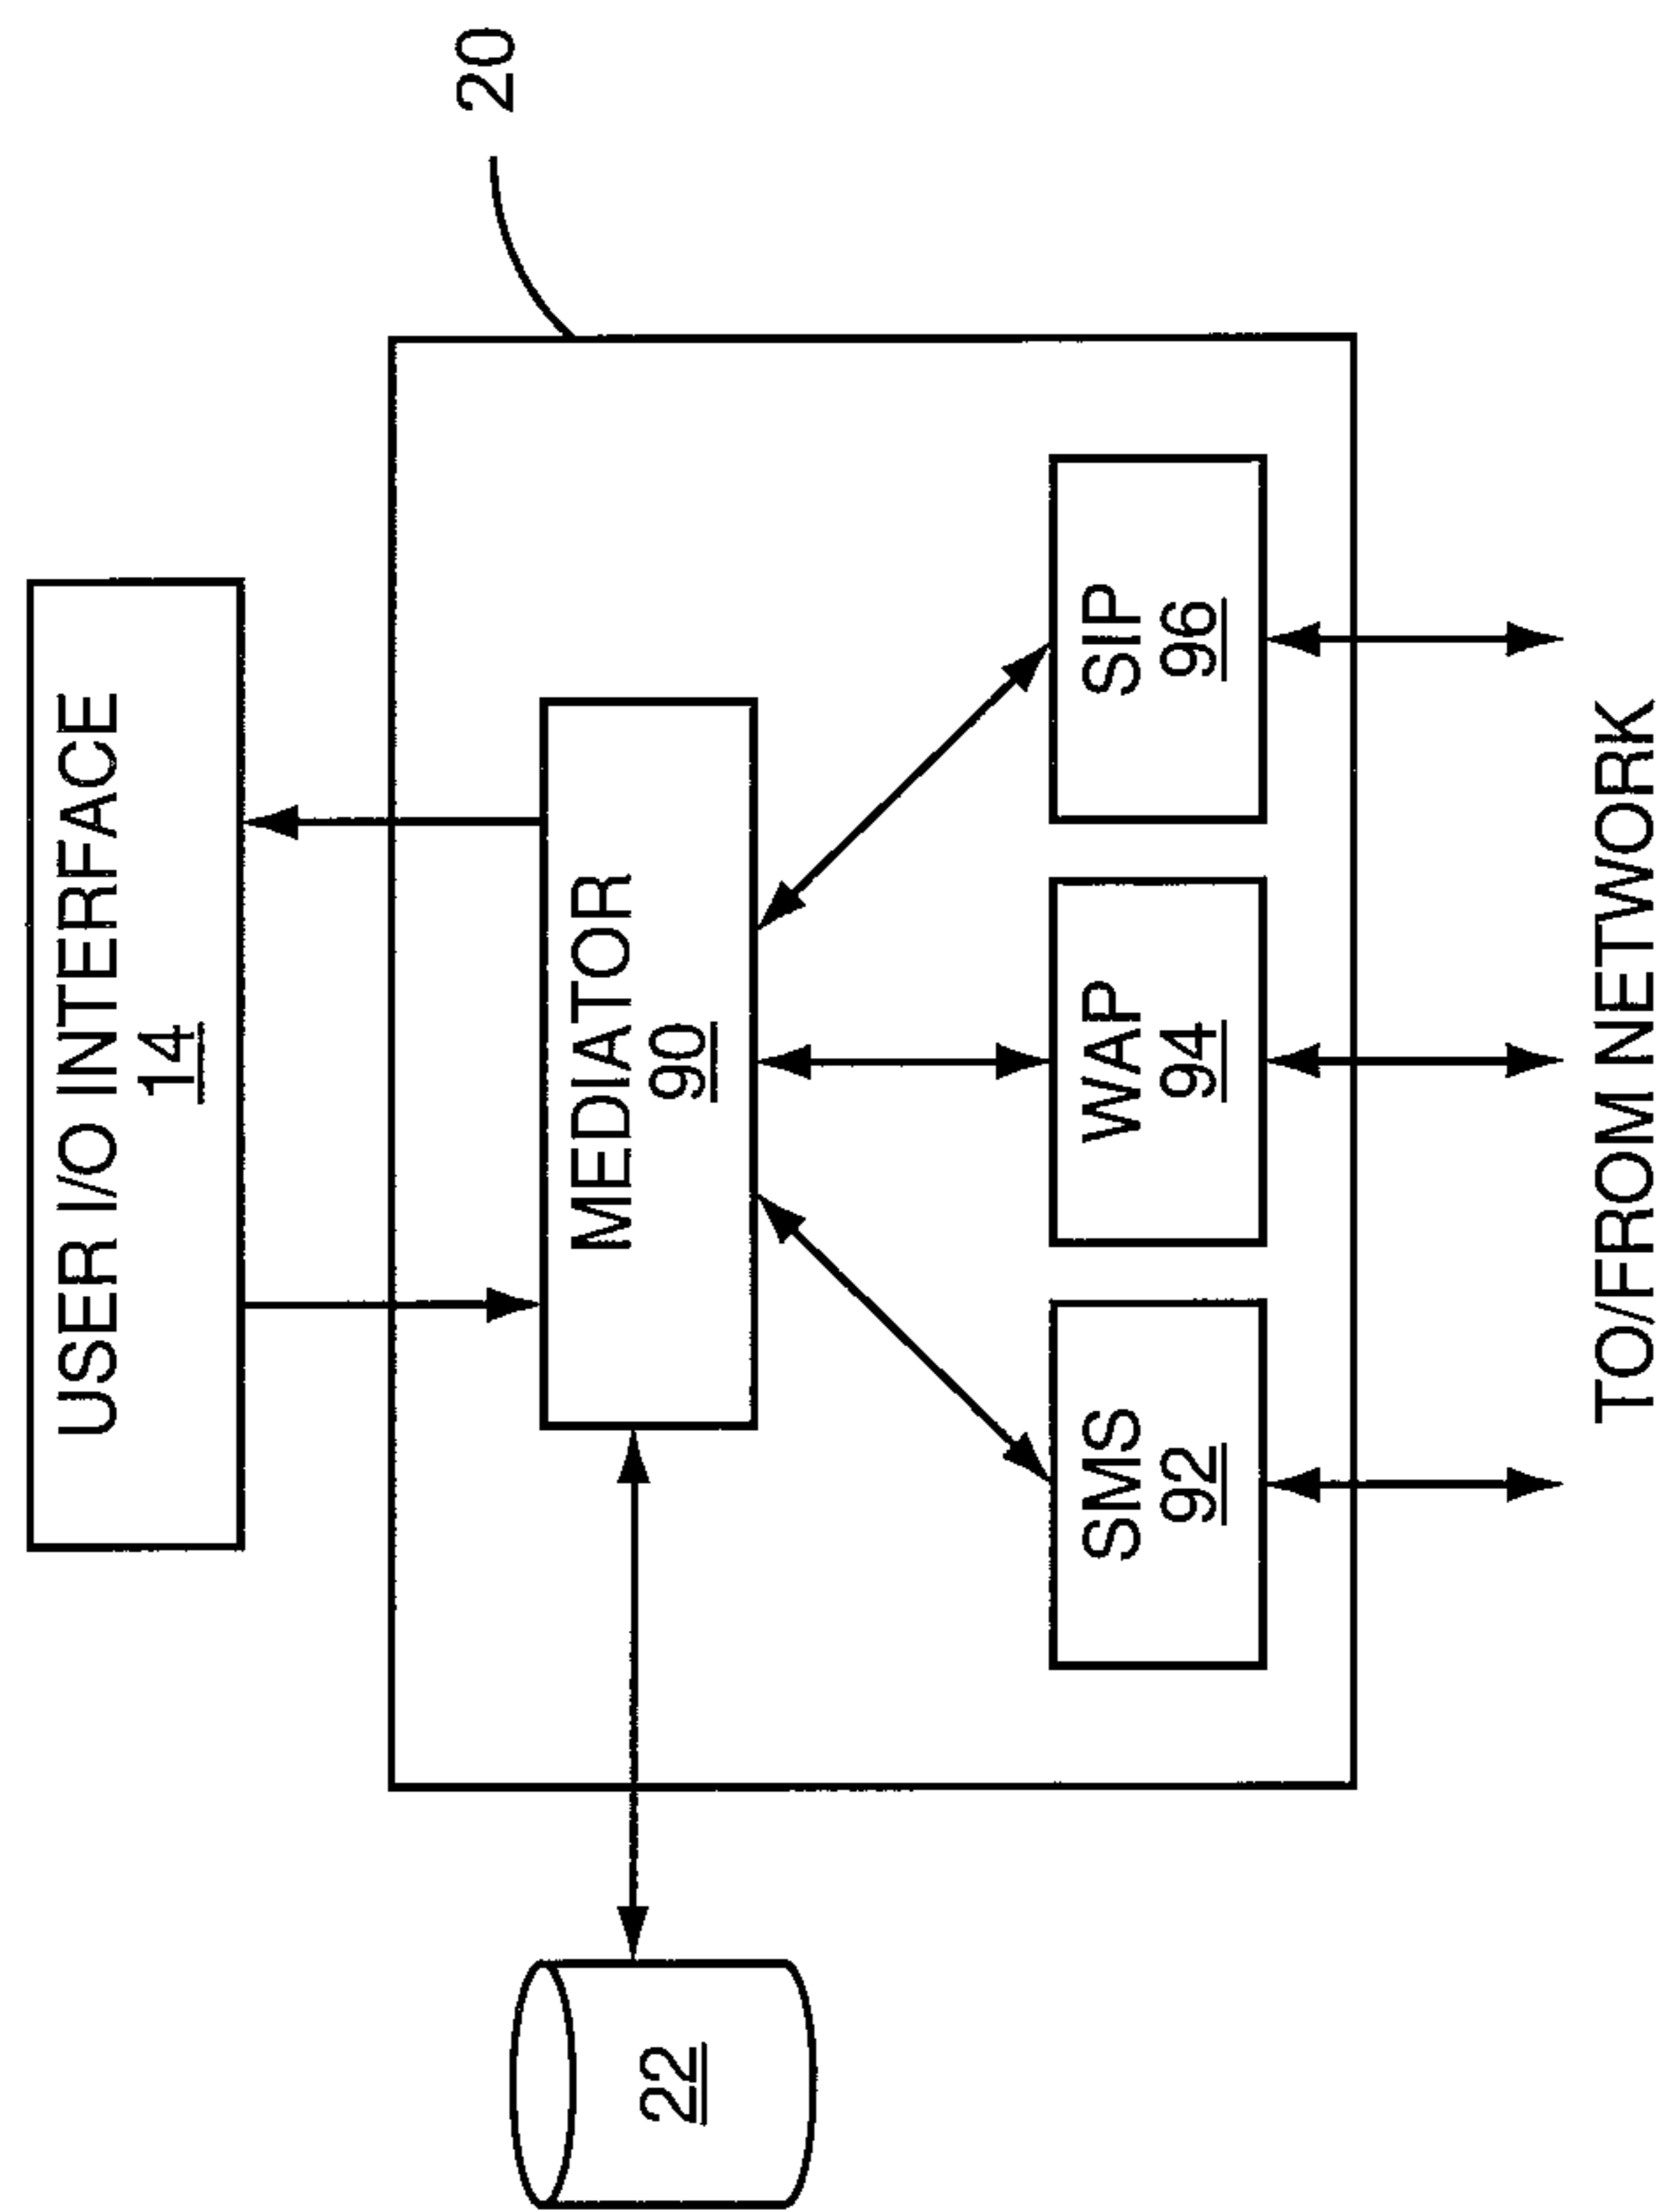 USER I/O INTERFACE
14
20
22
MEDIATOR
90
SMS
92
WAP
94
SIP
96
TO/FROM NETWORK